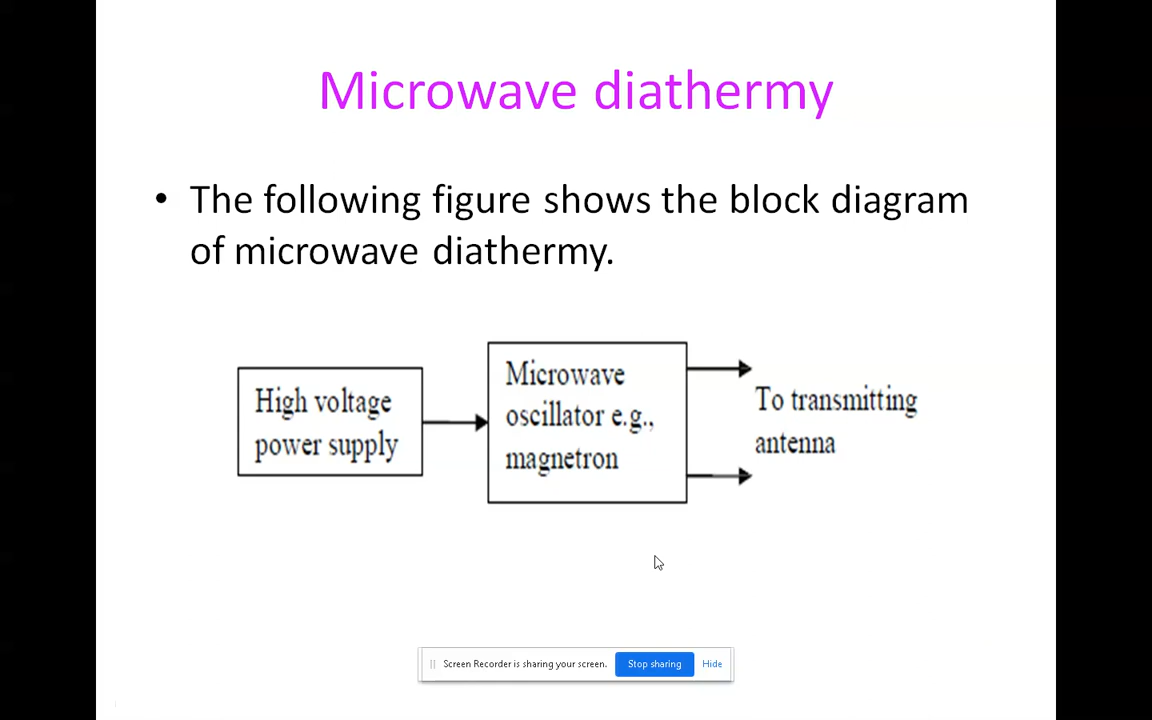 Microwave diathermy
• The following figure shows the block diagram
of microwave diathermy.
High voltage
power supply
Microwave
oscillator e.g.,
magnetron
To transmitting
antenna
Screen Recorder is sharing your screen. Stop sharing Hide